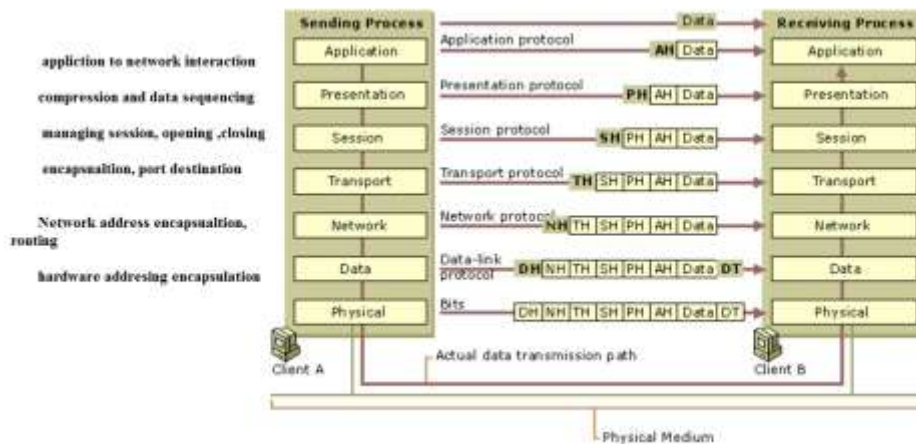 Sending Process
Data
Receiving Process
Application
Application protocol
AH Data
Application
appliction to network interaction
Presentation
Presentation protocol
PH AH Data
Presentation
compression and data sequencing
Session
Session protocol
SH PH AH Data
Session
managing session, opening ,closing
Transport
Transport protocol
TH SH PH AH Data
Transport
encapsualtion, port destination
Network
Network protocol
NH TH SH PH AH Data
Network
Network address encapsualtion,
routing
Data
Data-link
protocol
DH NH TH SH PH AH Data DT
Data
hardware addresing encapsulation
Physical
Bits
DH NH TH SH PH AH Data DT
Physical
Client A
Actual data transmission path
Client B
Physical Medium